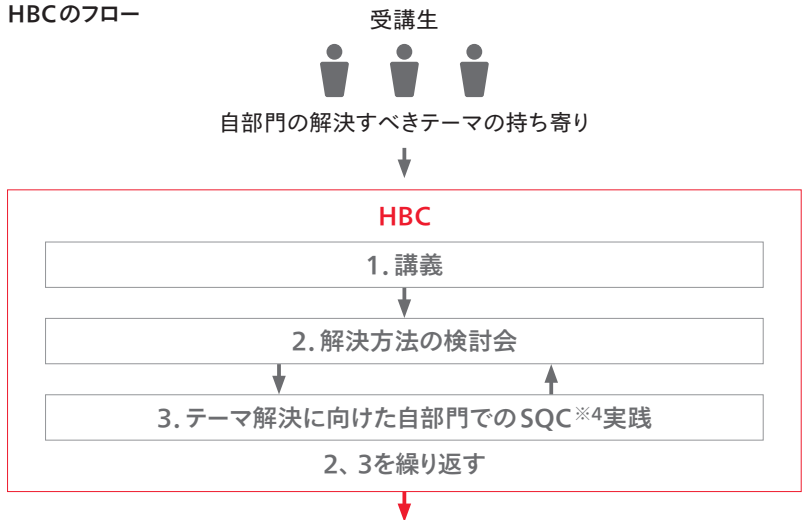 HBCのフロー
受講生
自部門の解決すべきテーマの持ち寄り
HBC
1. 講義
2. 解決方法の検討会
3. テーマ解決に向けた自部門でのSQC※4実践
2、3を繰り返す